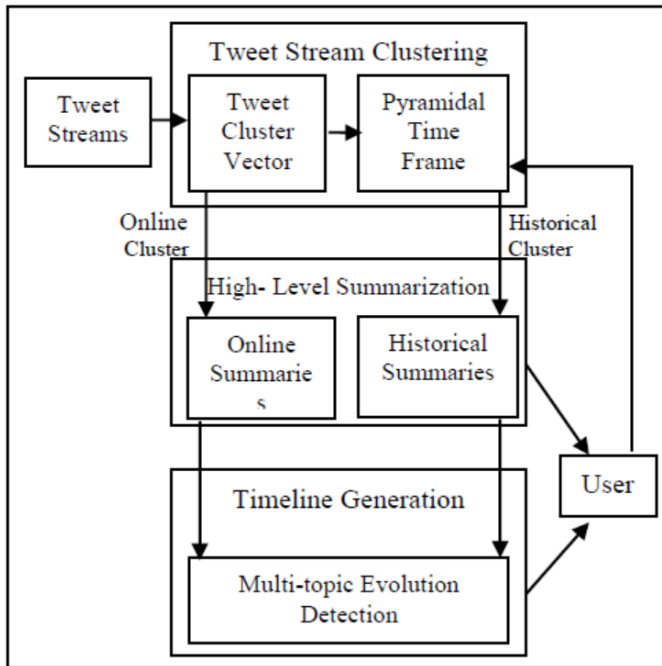 Tweet Stream Clustering
Tweet
Streams
Tweet
Cluster
Vector
Pyramidal
Time
Frame
Online
Cluster
Historical
Cluster
High- Level Summarization
Online
Summarie
s
Historical
Summaries
User
Timeline Generation
Multi-topic Evolution
Detection